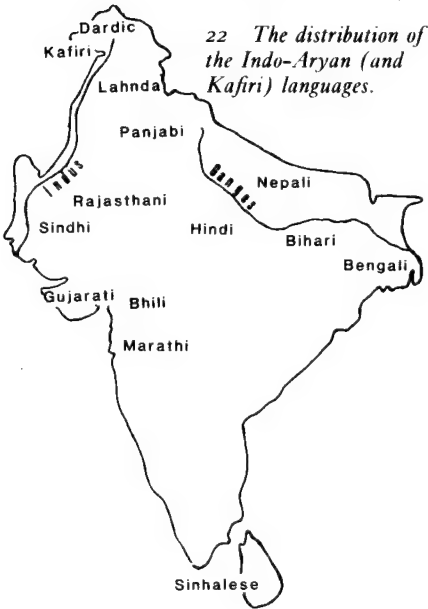 22 The distribution of
the Indo-Aryan (and
Kafiri) languages.
Dardic
Kafiri
Lahnda
Panjabi
Indus
Ganges
Nepali
Rajasthani
Sindhi
Hindi
Bihari
Bengali
Gujarati
Bhili
Marathi
Sinhalese